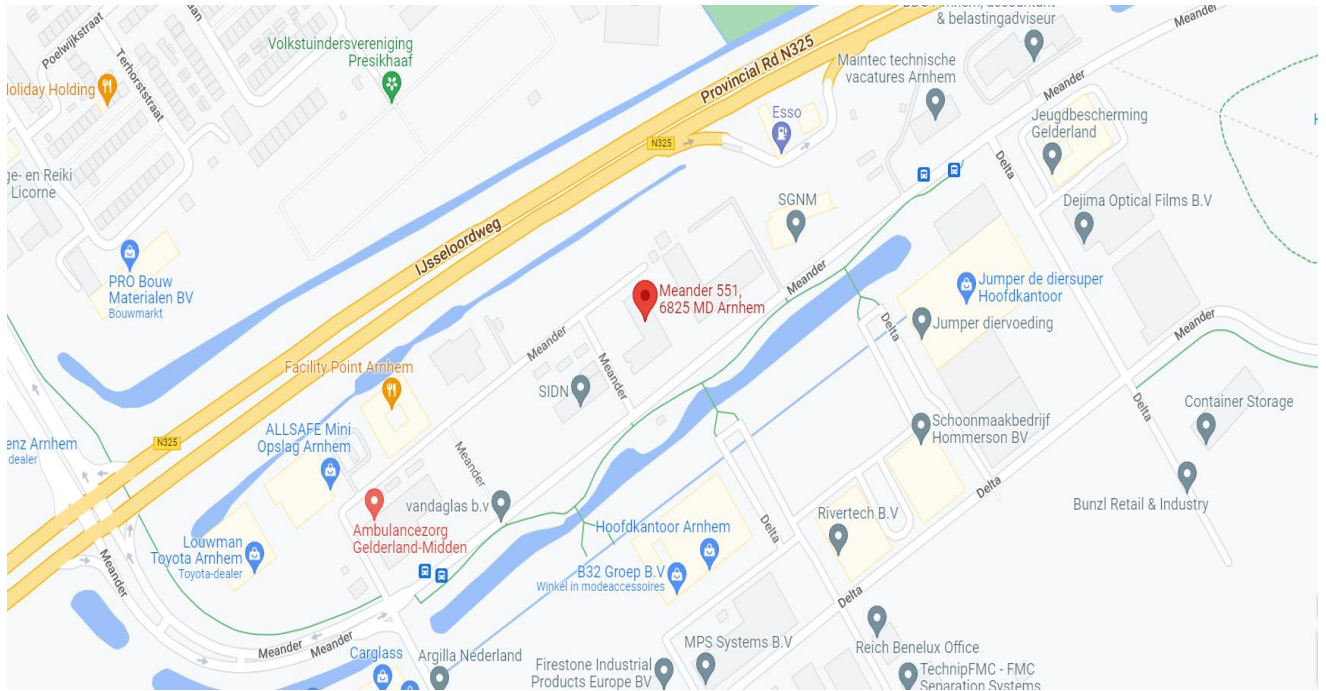 Poelwijkstraat
Terhorststraat
Holiday Holding
Licorne
Volkstuindersvereniging
Presikhaaf
Provincial Rd N325
N325
IJsseloordweg
Esso
& belastingadviseur
Maintec technische
vacatures Arnhem
Meander
Jeugdbescherming
Gelderland
Delta
Dejima Optical Films B.V
SGNM
PRO Bouw
Materialen BV
Bouwmarkt
Meander 551,
6825 MD Arnhem
Meander
Jumper de diersuper
Hoofdkantoor
Jumper diervoeding
Delta
Meander
Meander
Meander
Facility Point Arnhem
SIDN
Delta
Container Storage
Schoonmaakbedrijf
Hommerson BV
ALLSAFE Mini
Opslag Arnhem
N325
Arnhem
dealer
Meander
vandaglas b.v
Delta
Bunzl Retail & Industry
Ambulancezorg
Gelderland-Midden
Hoofdkantoor Arnhem
Delta
Rivertech B.V
Louwman
Toyota Arnhem
Toyota-dealer
B32 Groep B.V
Winkel in modeaccessoires
Meander
Delta
Meander
Meander
Carglass
Argilla Nederland
MPS Systems B.V
Reich Benelux Office
Firestone Industrial
Products Europe BV
TechnipFMC - FMC
Separation Systems